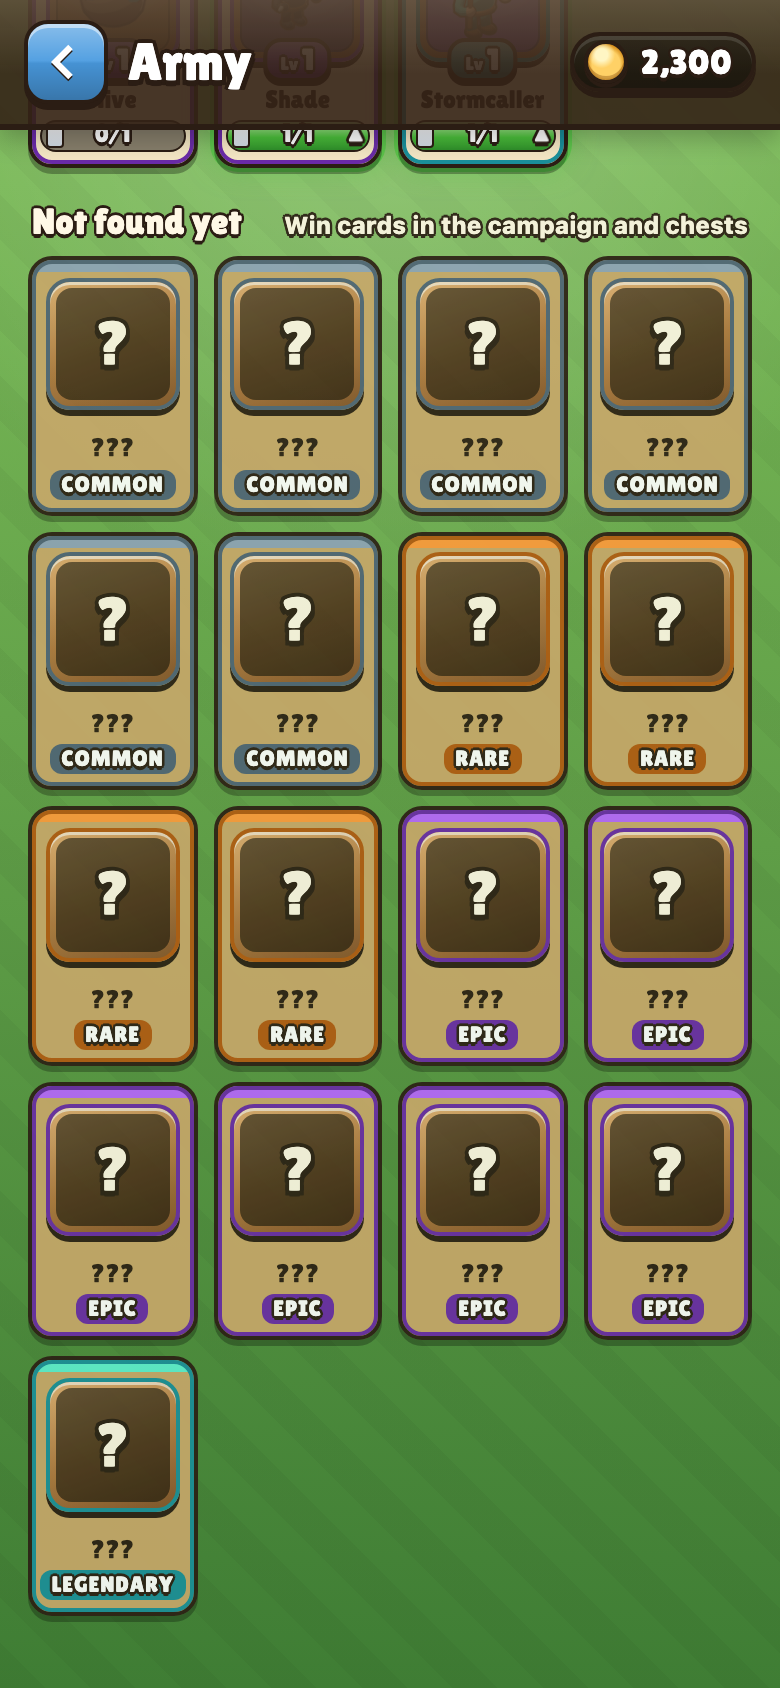 Army
2,300
Lv1
Lv1
Shade
Stormcaller
0/1
1/1
1/1
Not found yet
Win cards in the campaign and chests
? ? ? ?
??? ??? ??? ???
COMMON COMMON COMMON COMMON
? ? ? ?
??? ??? ??? ???
COMMON COMMON RARE RARE
? ? ? ?
??? ??? ??? ???
RARE RARE EPIC EPIC
? ? ? ?
??? ??? ??? ???
EPIC EPIC EPIC EPIC
?
???
LEGENDARY